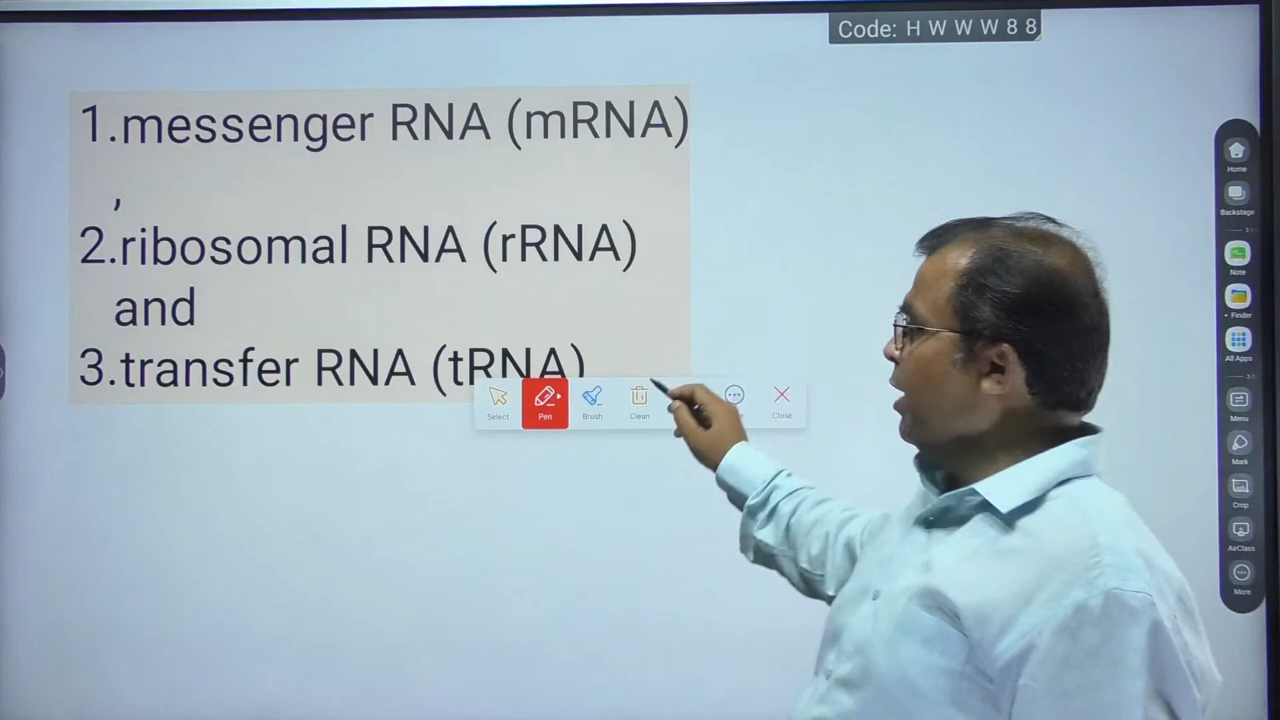 Code: H W W W 8 8
1.messenger RNA (mRNA)
,
2.ribosomal RNA (rRNA)
and
3.transfer RNA (tRNA)
Select
Pen
Brush
Clean
Close
Home
Backstage
Note
Finder
All Apps
Menu
Mark
Crop
AirClass
More